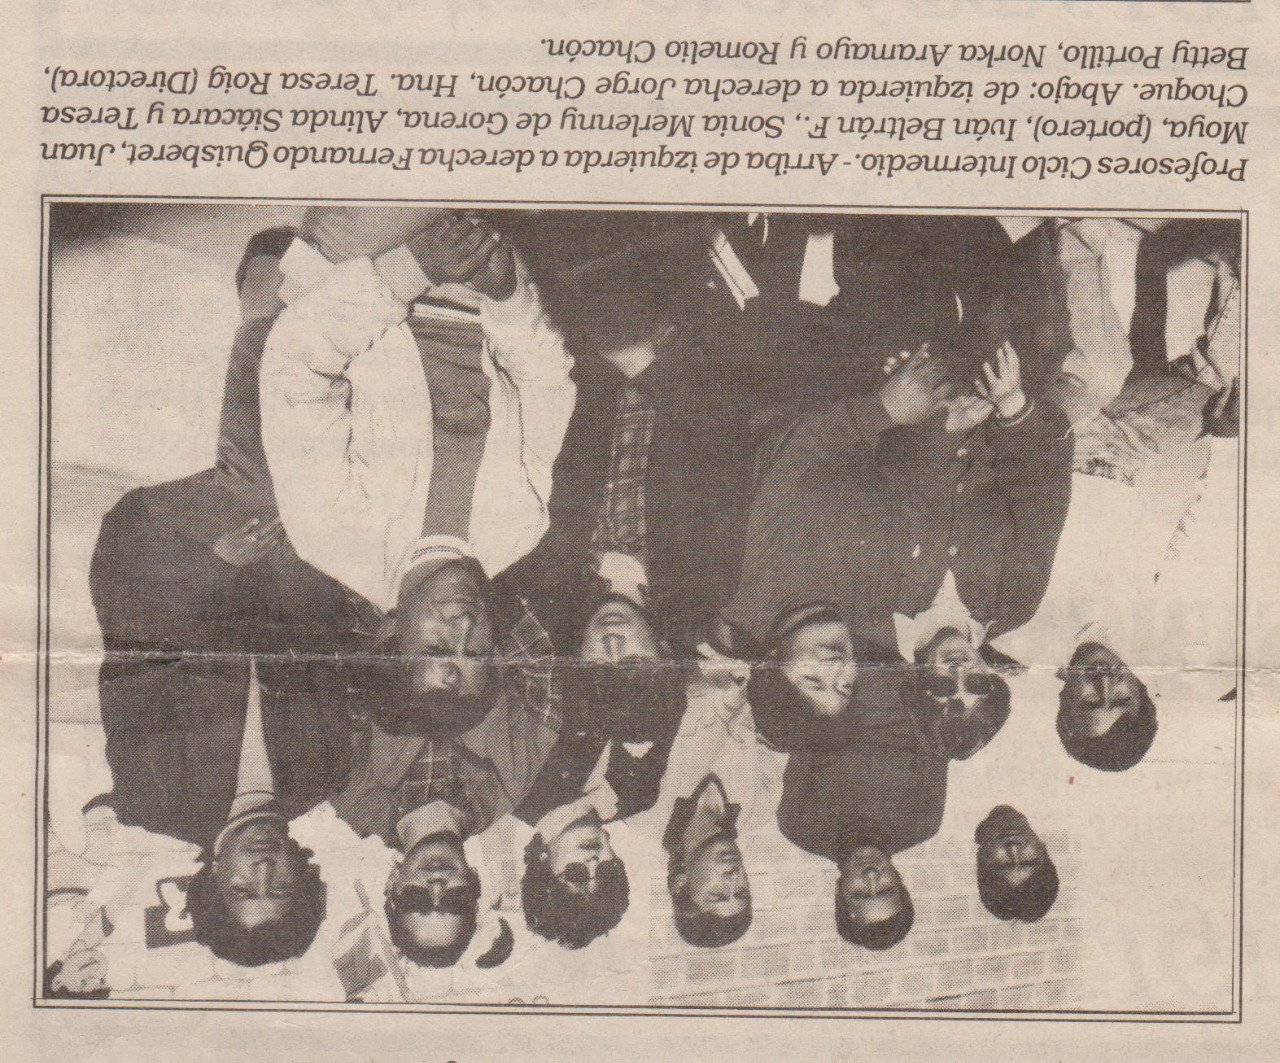 3
Profesores Ciclo Intermedio.- Arriba de izquierda a derecha Fernando Quisberet, Juan
Moya, (portero), Iván Beltrán F., Sonia Merlenny de Gorena, Alinda Siácara y Teresa
Choque. Abajo: de izquierda a derecha Jorge Chacón, Hna. Teresa Roig (Directora),
Betty Portillo, Norka Aramayo y Romelio Chacón.